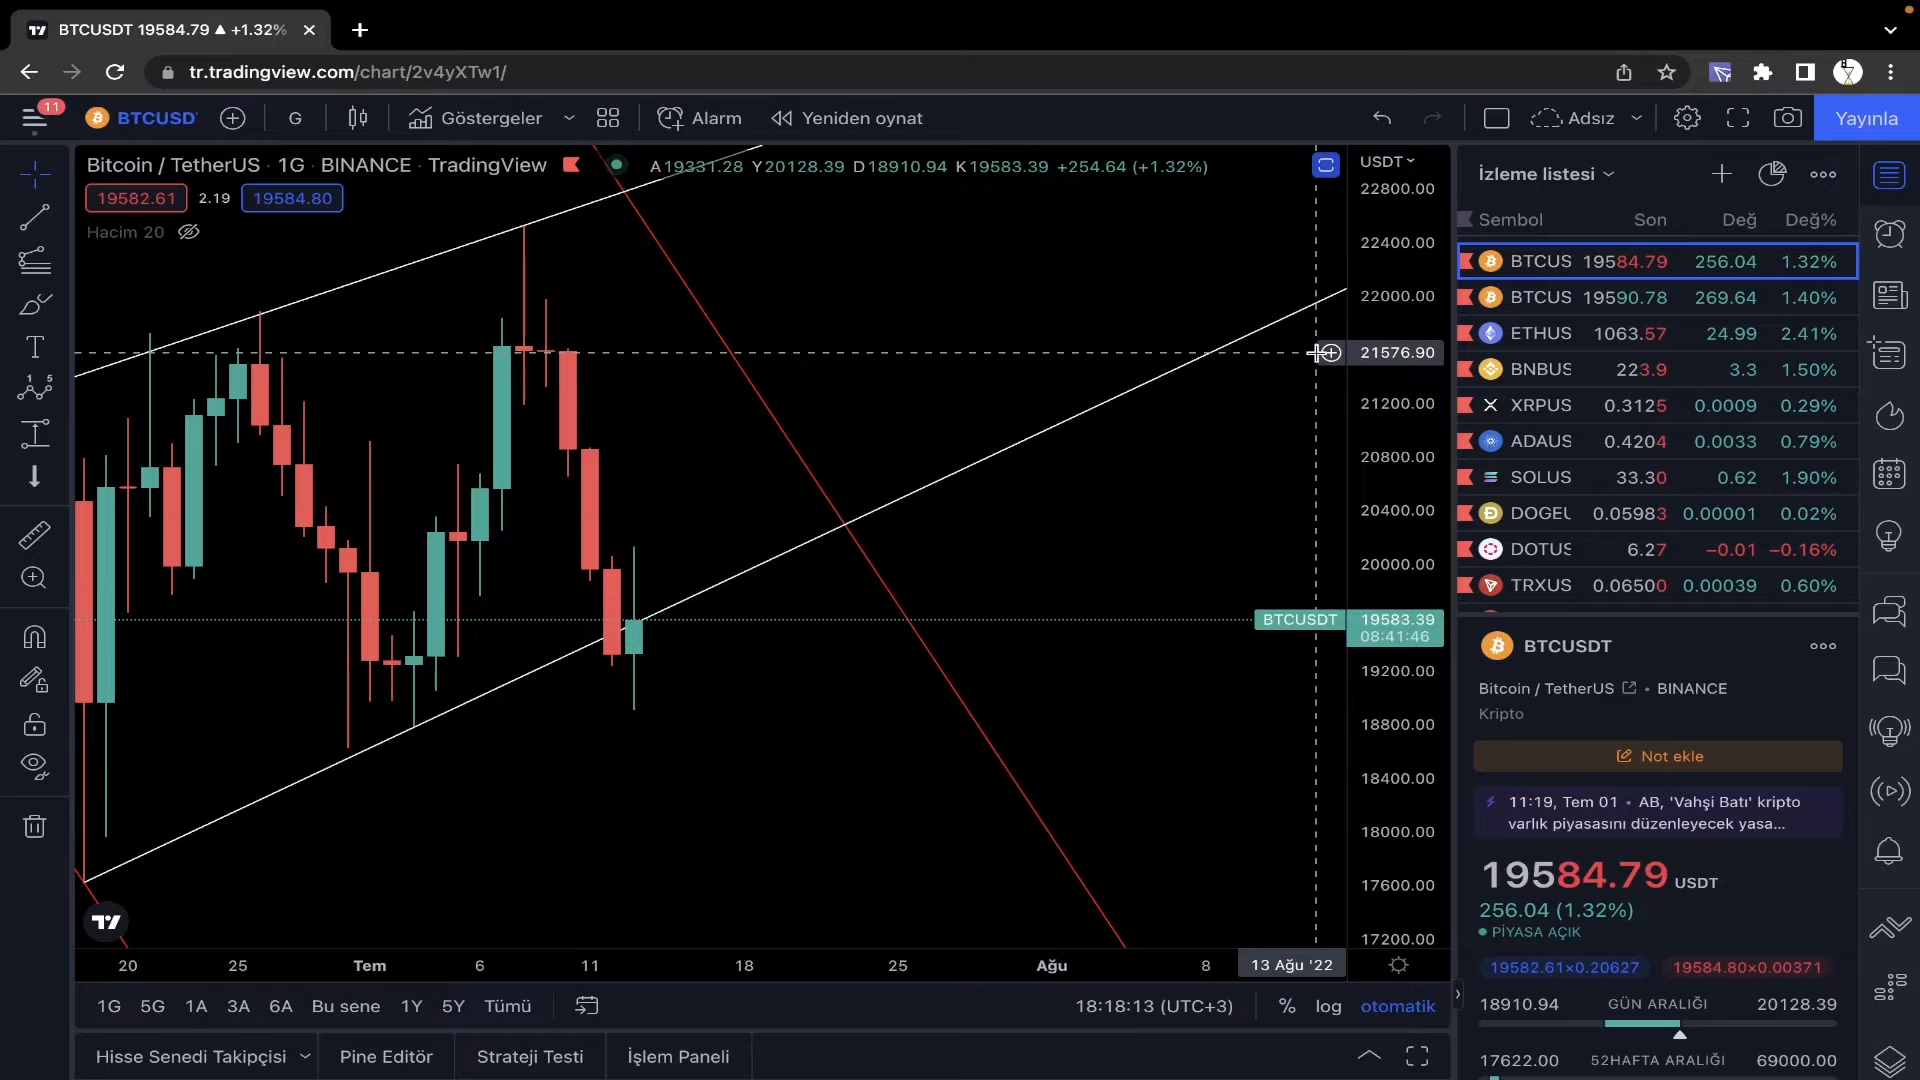 BTCUSDT 19584.79 ▲ +1.32%
tr.tradingview.com/chart/2v4yXTw1/
11
BTCUSD
G
Göstergeler
Alarm
Yeniden oynat
Adsız
Yayınla
Bitcoin / TetherUS · 1G · BINANCE · TradingView
A19331.28 Y20128.39 D18910.94 K19583.39 +254.64 (+1.32%)
19582.61 2.19 19584.80
Hacim 20
USDT
22800.00
22400.00
22000.00
21576.90
21200.00
20800.00
20400.00
20000.00
BTCUSDT 19583.39
08:41:46
19200.00
18800.00
18400.00
18000.00
17600.00
17200.00
20 25 Tem 6 11 18 25 Ağu 8 13 Ağu '22
1G 5G 1A 3A 6A Bu sene 1Y 5Y Tümü
18:18:13 (UTC+3) % log otomatik
Hisse Senedi Takipçisi Pine Editör Strateji Testi İşlem Paneli
İzleme listesi
Sembol Son Değ Değ%
BTCUS 19584.79 256.04 1.32%
BTCUS 19590.78 269.64 1.40%
ETHUS 1063.57 24.99 2.41%
BNBUS 223.9 3.3 1.50%
XRPUS 0.3125 0.0009 0.29%
ADAUS 0.4204 0.0033 0.79%
SOLUS 33.30 0.62 1.90%
DOGEU 0.05983 0.00001 0.02%
DOTUS 6.27 −0.01 −0.16%
TRXUS 0.06500 0.00039 0.60%
BTCUSDT
Bitcoin / TetherUS • BINANCE
Kripto
Not ekle
11:19, Tem 01 • AB, 'Vahşi Batı' kripto
varlık piyasasını düzenleyecek yasa...
19584.79 USDT
256.04 (1.32%)
PİYASA AÇIK
19582.61×0.20627 19584.80×0.00371
18910.94 GÜN ARALIĞI 20128.39
17622.00 52HAFTA ARALIĞI 69000.00